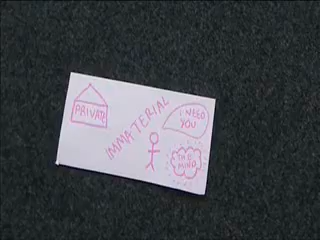 PRIVATE
IMMATERIAL
I NEED
YOU
THE
MIND